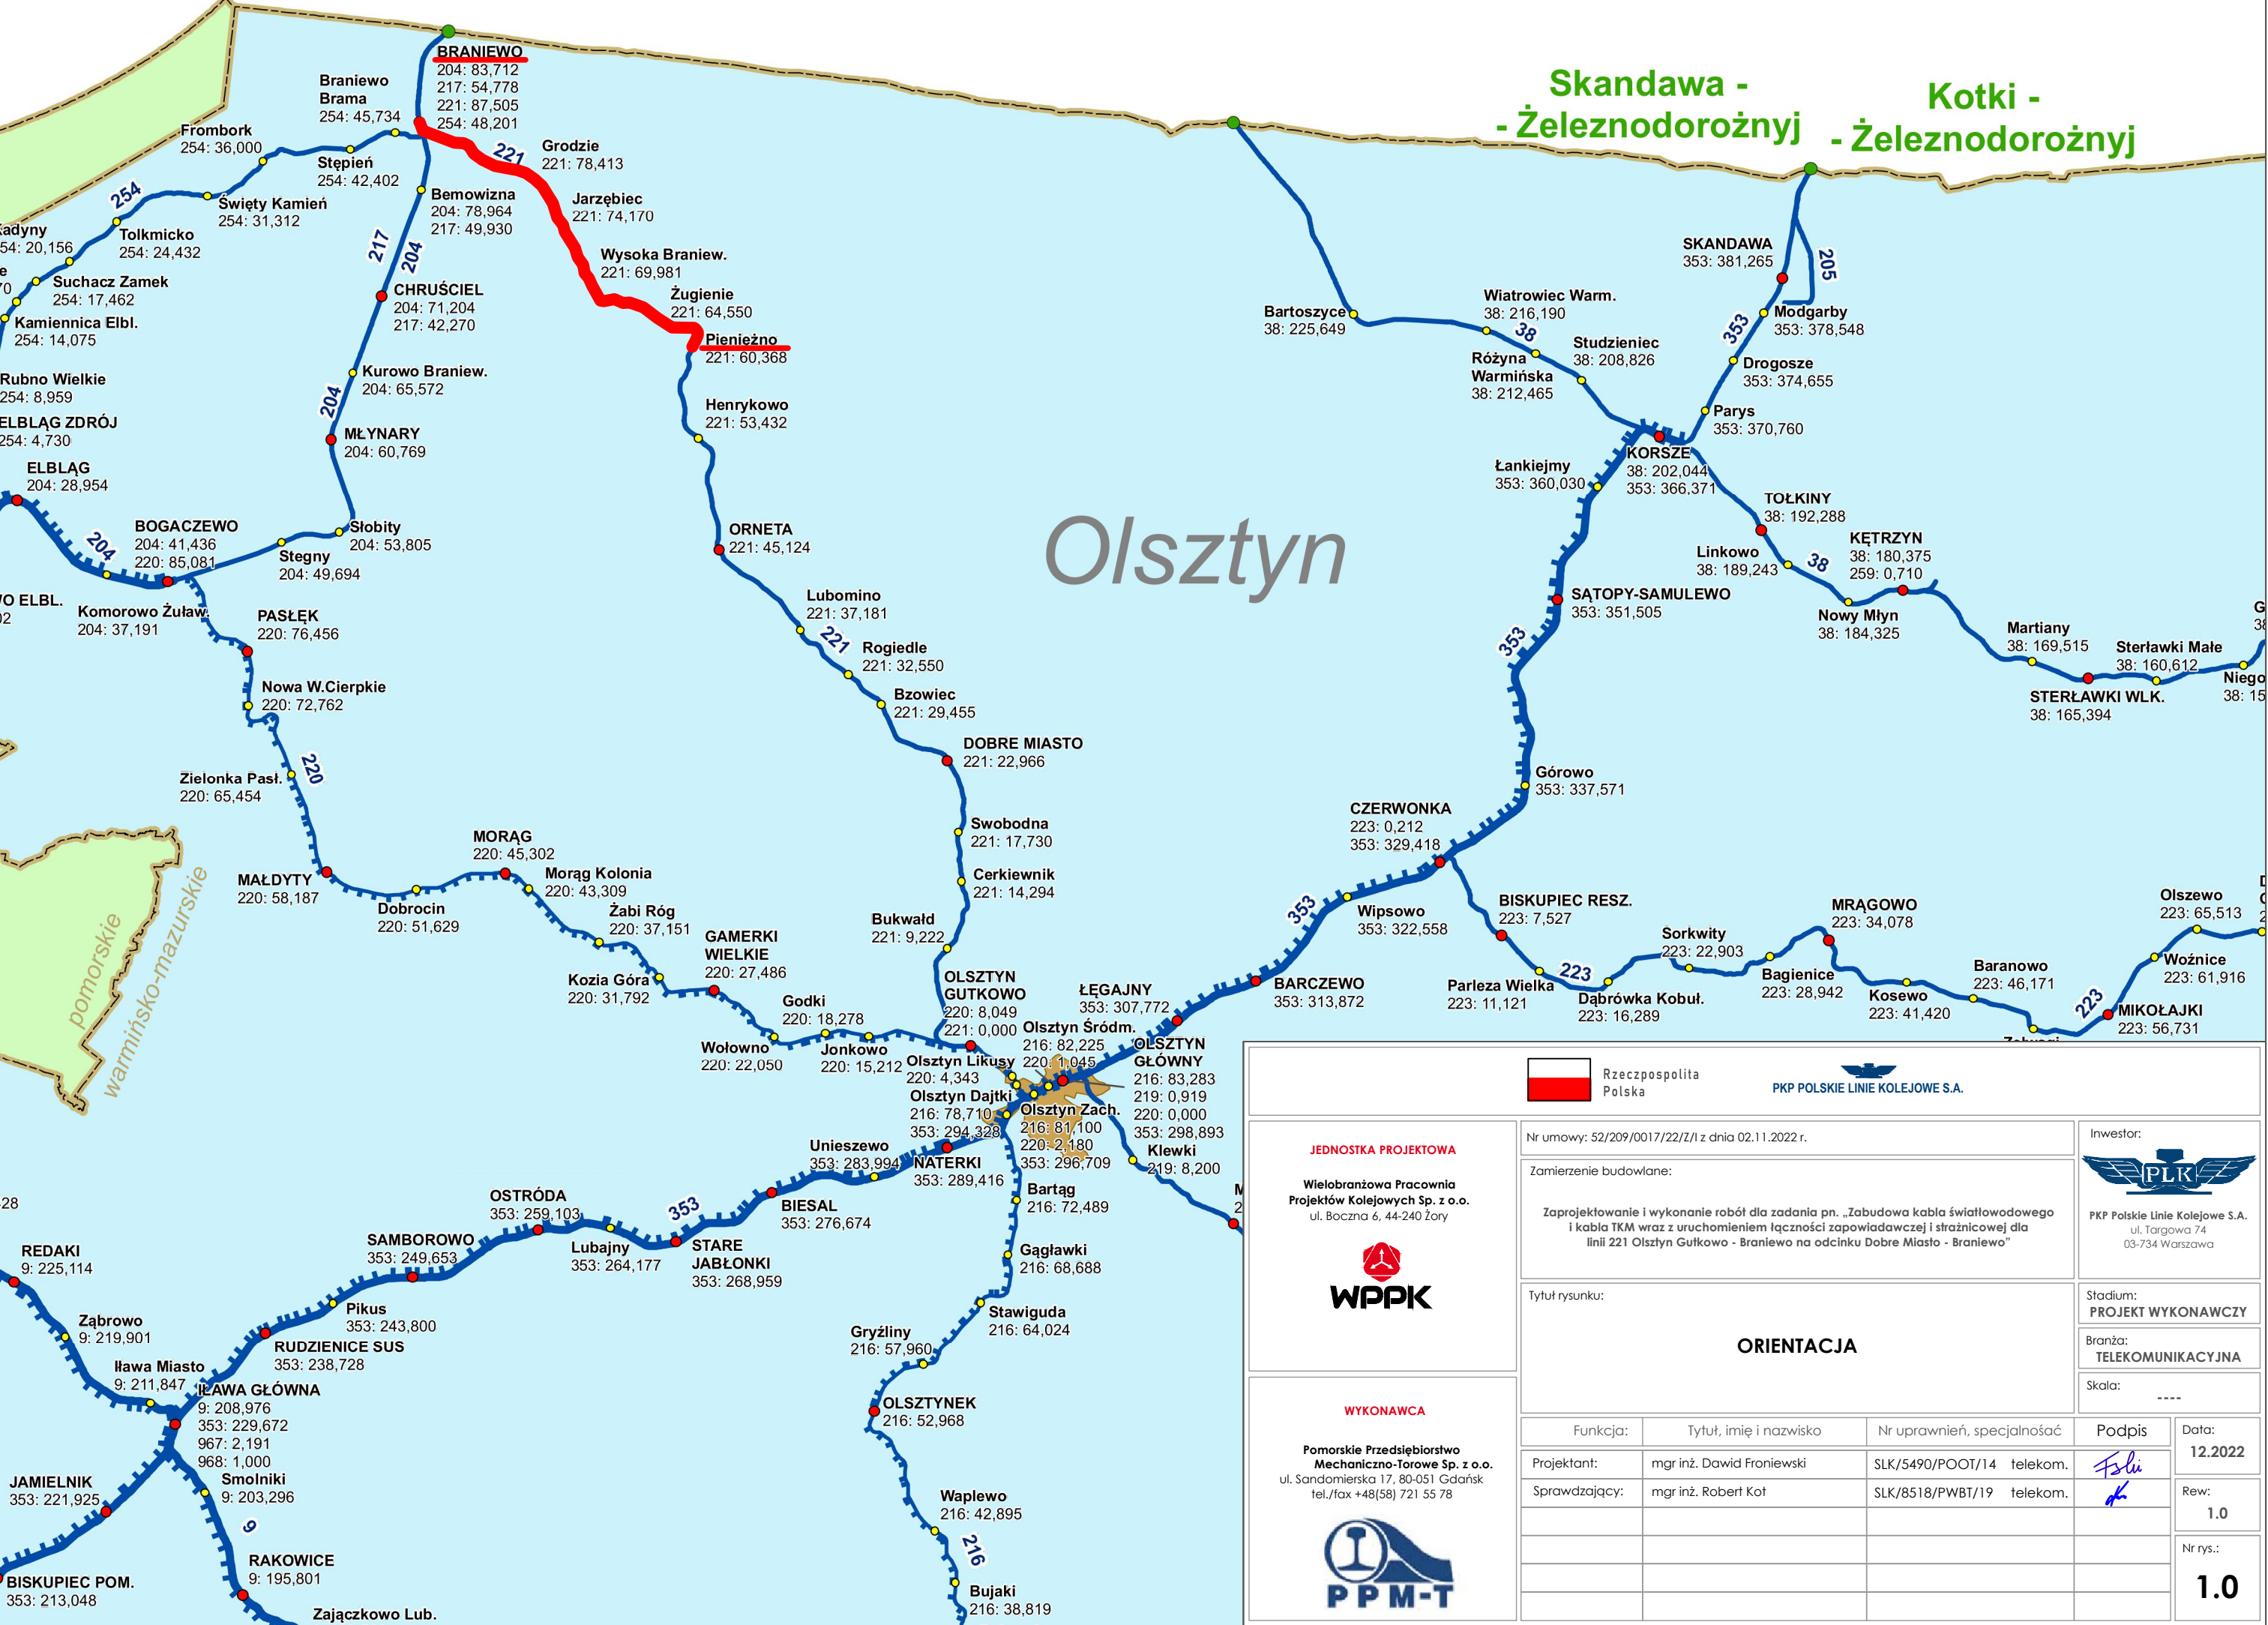 Skandawa -
- Żeleznodorożnyj
Kotki -
- Żeleznodorożnyj
BRANIEWO
204: 83,712
217: 54,778
221: 87,505
254: 48,201
Braniewo
Brama
254: 45,734
Frombork
254: 36,000
Stępień
254: 42,402
Święty Kamień
254: 31,312
254
Tolkmicko
254: 24,432
Suchacz Zamek
254: 17,462
Kamiennica Elbl.
254: 14,075
Rubno Wielkie
254: 8,959
ELBLĄG ZDRÓJ
254: 4,730
ELBLĄG
204: 28,954
221
Grodzie
221: 78,413
Jarzębiec
221: 74,170
Wysoka Braniew.
221: 69,981
Żugienie
221: 64,550
Pieniężno
221: 60,368
Bemowizna
204: 78,964
217: 49,930
217
204
CHRUŚCIEL
204: 71,204
217: 42,270
Kurowo Braniew.
204: 65,572
204
MŁYNARY
204: 60,769
Słobity
204: 53,805
Stegny
204: 49,694
BOGACZEWO
204: 41,436
220: 85,081
204
Komorowo Żuław.
204: 37,191
PASŁĘK
220: 76,456
Nowa W.Cierpkie
220: 72,762
220
Zielonka Pasł.
220: 65,454
MAŁDYTY
220: 58,187
Dobrocin
220: 51,629
MORĄG
220: 45,302
Morąg Kolonia
220: 43,309
Żabi Róg
220: 37,151
Kozia Góra
220: 31,792
GAMERKI
WIELKIE
220: 27,486
Wołowno
220: 22,050
Godki
220: 18,278
Jonkowo
220: 15,212
pomorskie
warmińsko-mazurskie
Henrykowo
221: 53,432
ORNETA
221: 45,124
Lubomino
221: 37,181
221
Rogiedle
221: 32,550
Bzowiec
221: 29,455
DOBRE MIASTO
221: 22,966
Swobodna
221: 17,730
Cerkiewnik
221: 14,294
Bukwałd
221: 9,222
OLSZTYN
GUTKOWO
220: 8,049
221: 0,000
Olsztyn
Olsztyn Likusy
220: 4,343
Olsztyn Dajtki
216: 78,710
353: 294,328
Olsztyn Śródm.
216: 82,225
220: 1,045
OLSZTYN
GŁÓWNY
216: 83,283
219: 0,919
220: 0,000
353: 298,893
Olsztyn Zach.
216: 81,100
220: 2,180
353: 296,709
Klewki
219: 8,200
ŁĘGAJNY
353: 307,772
BARCZEWO
353: 313,872
353
Wipsowo
353: 322,558
CZERWONKA
223: 0,212
353: 329,418
Górowo
353: 337,571
353
SĄTOPY-SAMULEWO
353: 351,505
Łankiejmy
353: 360,030
KORSZE
38: 202,044
353: 366,371
Bartoszyce
38: 225,649
Wiatrowiec Warm.
38: 216,190
38
Różyna
Warmińska
38: 212,465
Studzieniec
38: 208,826
SKANDAWA
353: 381,265
205
Modgarby
353: 378,548
353
Drogosze
353: 374,655
Parys
353: 370,760
TOŁKINY
38: 192,288
Linkowo
38: 189,243
38
KĘTRZYN
38: 180,375
259: 0,710
Nowy Młyn
38: 184,325
Martiany
38: 169,515
STERŁAWKI WLK.
38: 165,394
Sterławki Małe
38: 160,612
Niego
38: 15
BISKUPIEC RESZ.
223: 7,527
Parleza Wielka
223: 11,121
223
Dąbrówka Kobuł.
223: 16,289
Sorkwity
223: 22,903
Bagienice
223: 28,942
MRĄGOWO
223: 34,078
Kosewo
223: 41,420
Baranowo
223: 46,171
223
MIKOŁAJKI
223: 56,731
Woźnice
223: 61,916
Olszewo
223: 65,513
Unieszewo
353: 283,994
NATERKI
353: 289,416
BIESAL
353: 276,674
353
STARE
JABŁONKI
353: 268,959
Lubajny
353: 264,177
OSTRÓDA
353: 259,103
SAMBOROWO
353: 249,653
Pikus
353: 243,800
RUDZIENICE SUS
353: 238,728
REDAKI
9: 225,114
Ząbrowo
9: 219,901
Iława Miasto
9: 211,847
IŁAWA GŁÓWNA
9: 208,976
353: 229,672
967: 2,191
968: 1,000
JAMIELNIK
353: 221,925
Smolniki
9: 203,296
9
RAKOWICE
9: 195,801
BISKUPIEC POM.
353: 213,048
Zajączkowo Lub.
Bartąg
216: 72,489
Gągławki
216: 68,688
Stawiguda
216: 64,024
Gryźliny
216: 57,960
OLSZTYNEK
216: 52,968
Waplewo
216: 42,895
216
Bujaki
216: 38,819
Rzeczpospolita
Polska
PKP POLSKIE LINIE KOLEJOWE S.A.
JEDNOSTKA PROJEKTOWA
Wielobranżowa Pracownia
Projektów Kolejowych Sp. z o.o.
ul. Boczna 6, 44-240 Żory
WPPK
WYKONAWCA
Pomorskie Przedsiębiorstwo
Mechaniczno-Torowe Sp. z o.o.
ul. Sandomierska 17, 80-051 Gdańsk
tel./fax +48(58) 721 55 78
PPM-T
Nr umowy: 52/209/0017/22/Z/I z dnia 02.11.2022 r.
Zamierzenie budowlane:
Zaprojektowanie i wykonanie robót dla zadania pn. „Zabudowa kabla światłowodowego
i kabla TKM wraz z uruchomieniem łączności zapowiadawczej i strażnicowej dla
linii 221 Olsztyn Gutkowo - Braniewo na odcinku Dobre Miasto - Braniewo"
Tytuł rysunku:
ORIENTACJA
Inwestor:
PLK
PKP Polskie Linie Kolejowe S.A.
ul. Targowa 74
03-734 Warszawa
Stadium:
PROJEKT WYKONAWCZY
Branża:
TELEKOMUNIKACYJNA
Skala:
----
Funkcja: Tytuł, imię i nazwisko Nr uprawnień, specjalnośać Podpis
Projektant: mgr inż. Dawid Froniewski SLK/5490/POOT/14 telekom.
Sprawdzający: mgr inż. Robert Kot SLK/8518/PWBT/19 telekom.
Data:
12.2022
Rew:
1.0
Nr rys.:
1.0